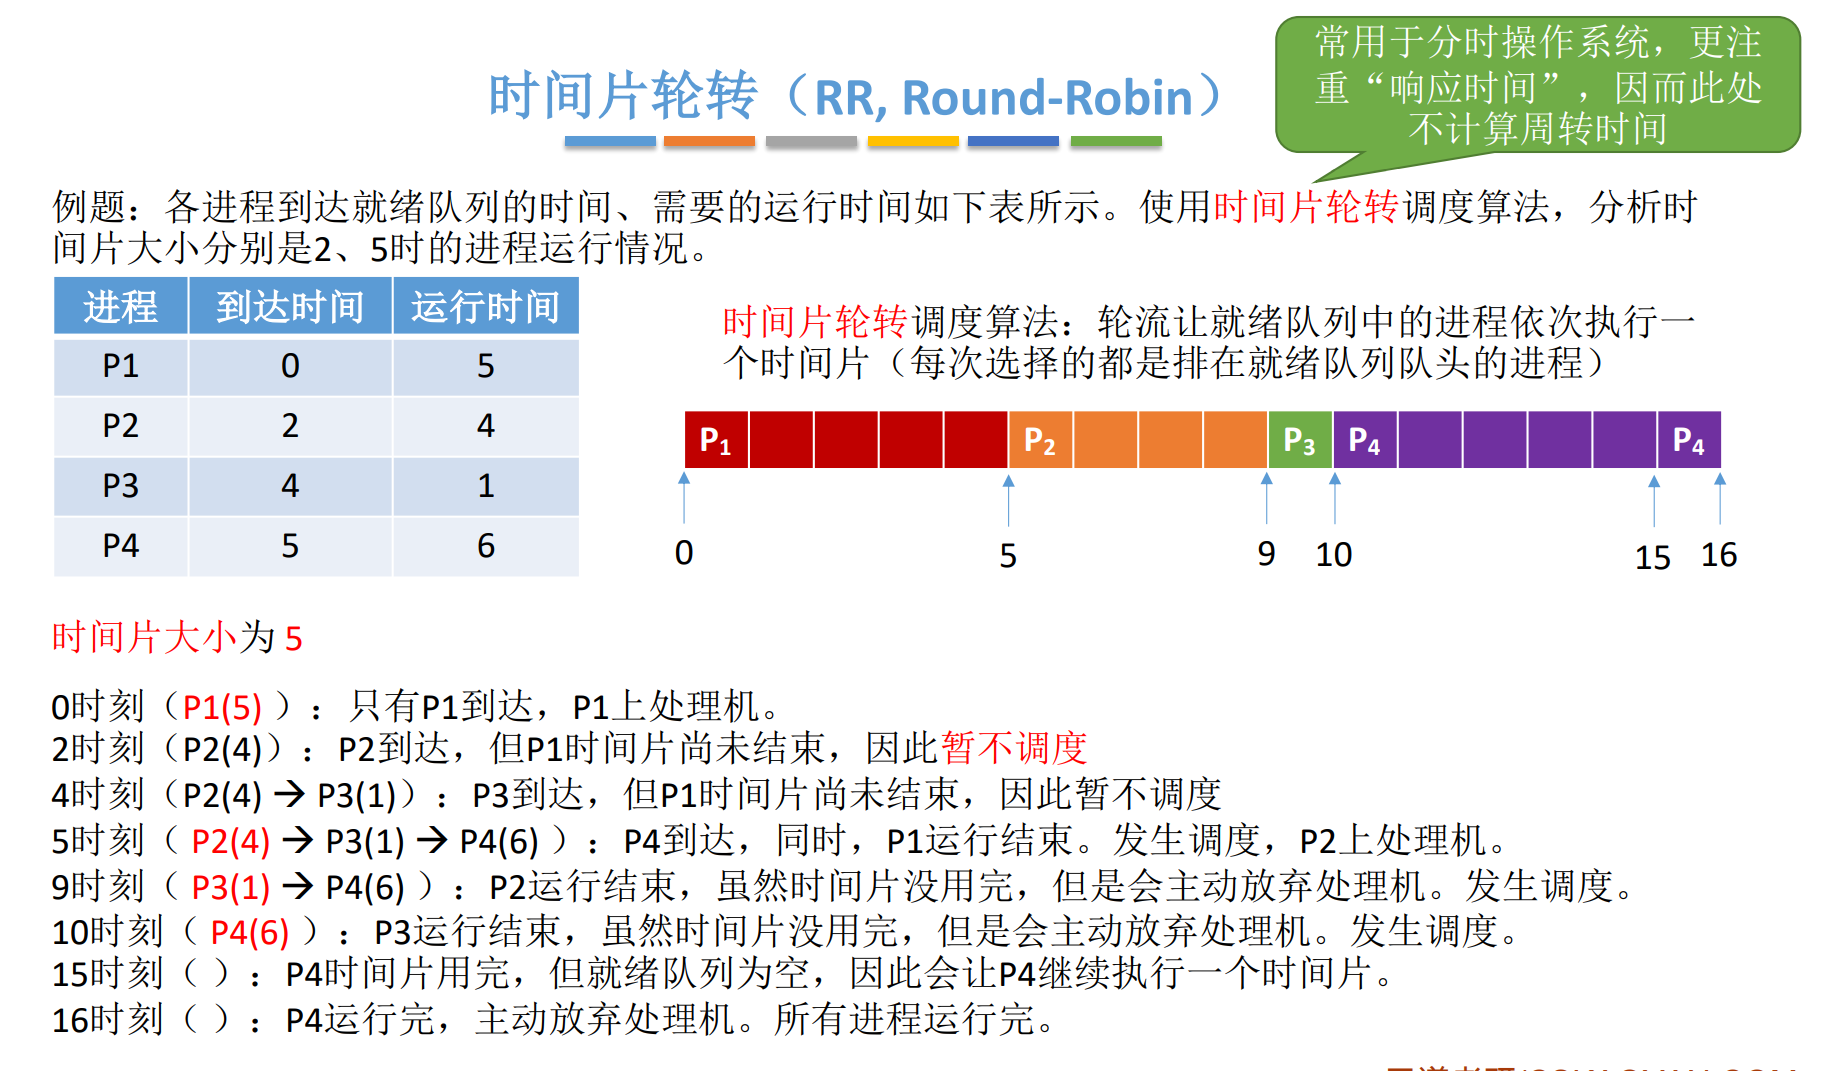 常用于分时操作系统，更注
重“响应时间”，因而此处
不计算周转时间
时间片轮转（RR, Round-Robin）
例题：各进程到达就绪队列的时间、需要的运行时间如下表所示。使用时间片轮转调度算法，分析时
间片大小分别是2、5时的进程运行情况。
进程 到达时间 运行时间
P1 0 5
P2 2 4
P3 4 1
P4 5 6
时间片轮转调度算法：轮流让就绪队列中的进程依次执行一
个时间片（每次选择的都是排在就绪队列队头的进程）
P1 P2 P3 P4 P4
0 5 9 10 15 16
时间片大小为 5
0时刻（P1(5) ）：只有P1到达，P1上处理机。
2时刻（P2(4)）：P2到达，但P1时间片尚未结束，因此暂不调度
4时刻（P2(4) → P3(1)）：P3到达，但P1时间片尚未结束，因此暂不调度
5时刻（ P2(4) → P3(1) → P4(6) ）：P4到达，同时，P1运行结束。发生调度，P2上处理机。
9时刻（ P3(1) → P4(6) ）：P2运行结束，虽然时间片没用完，但是会主动放弃处理机。发生调度。
10时刻（ P4(6) ）：P3运行结束，虽然时间片没用完，但是会主动放弃处理机。发生调度。
15时刻（ ）：P4时间片用完，但就绪队列为空，因此会让P4继续执行一个时间片。
16时刻（ ）：P4运行完，主动放弃处理机。所有进程运行完。